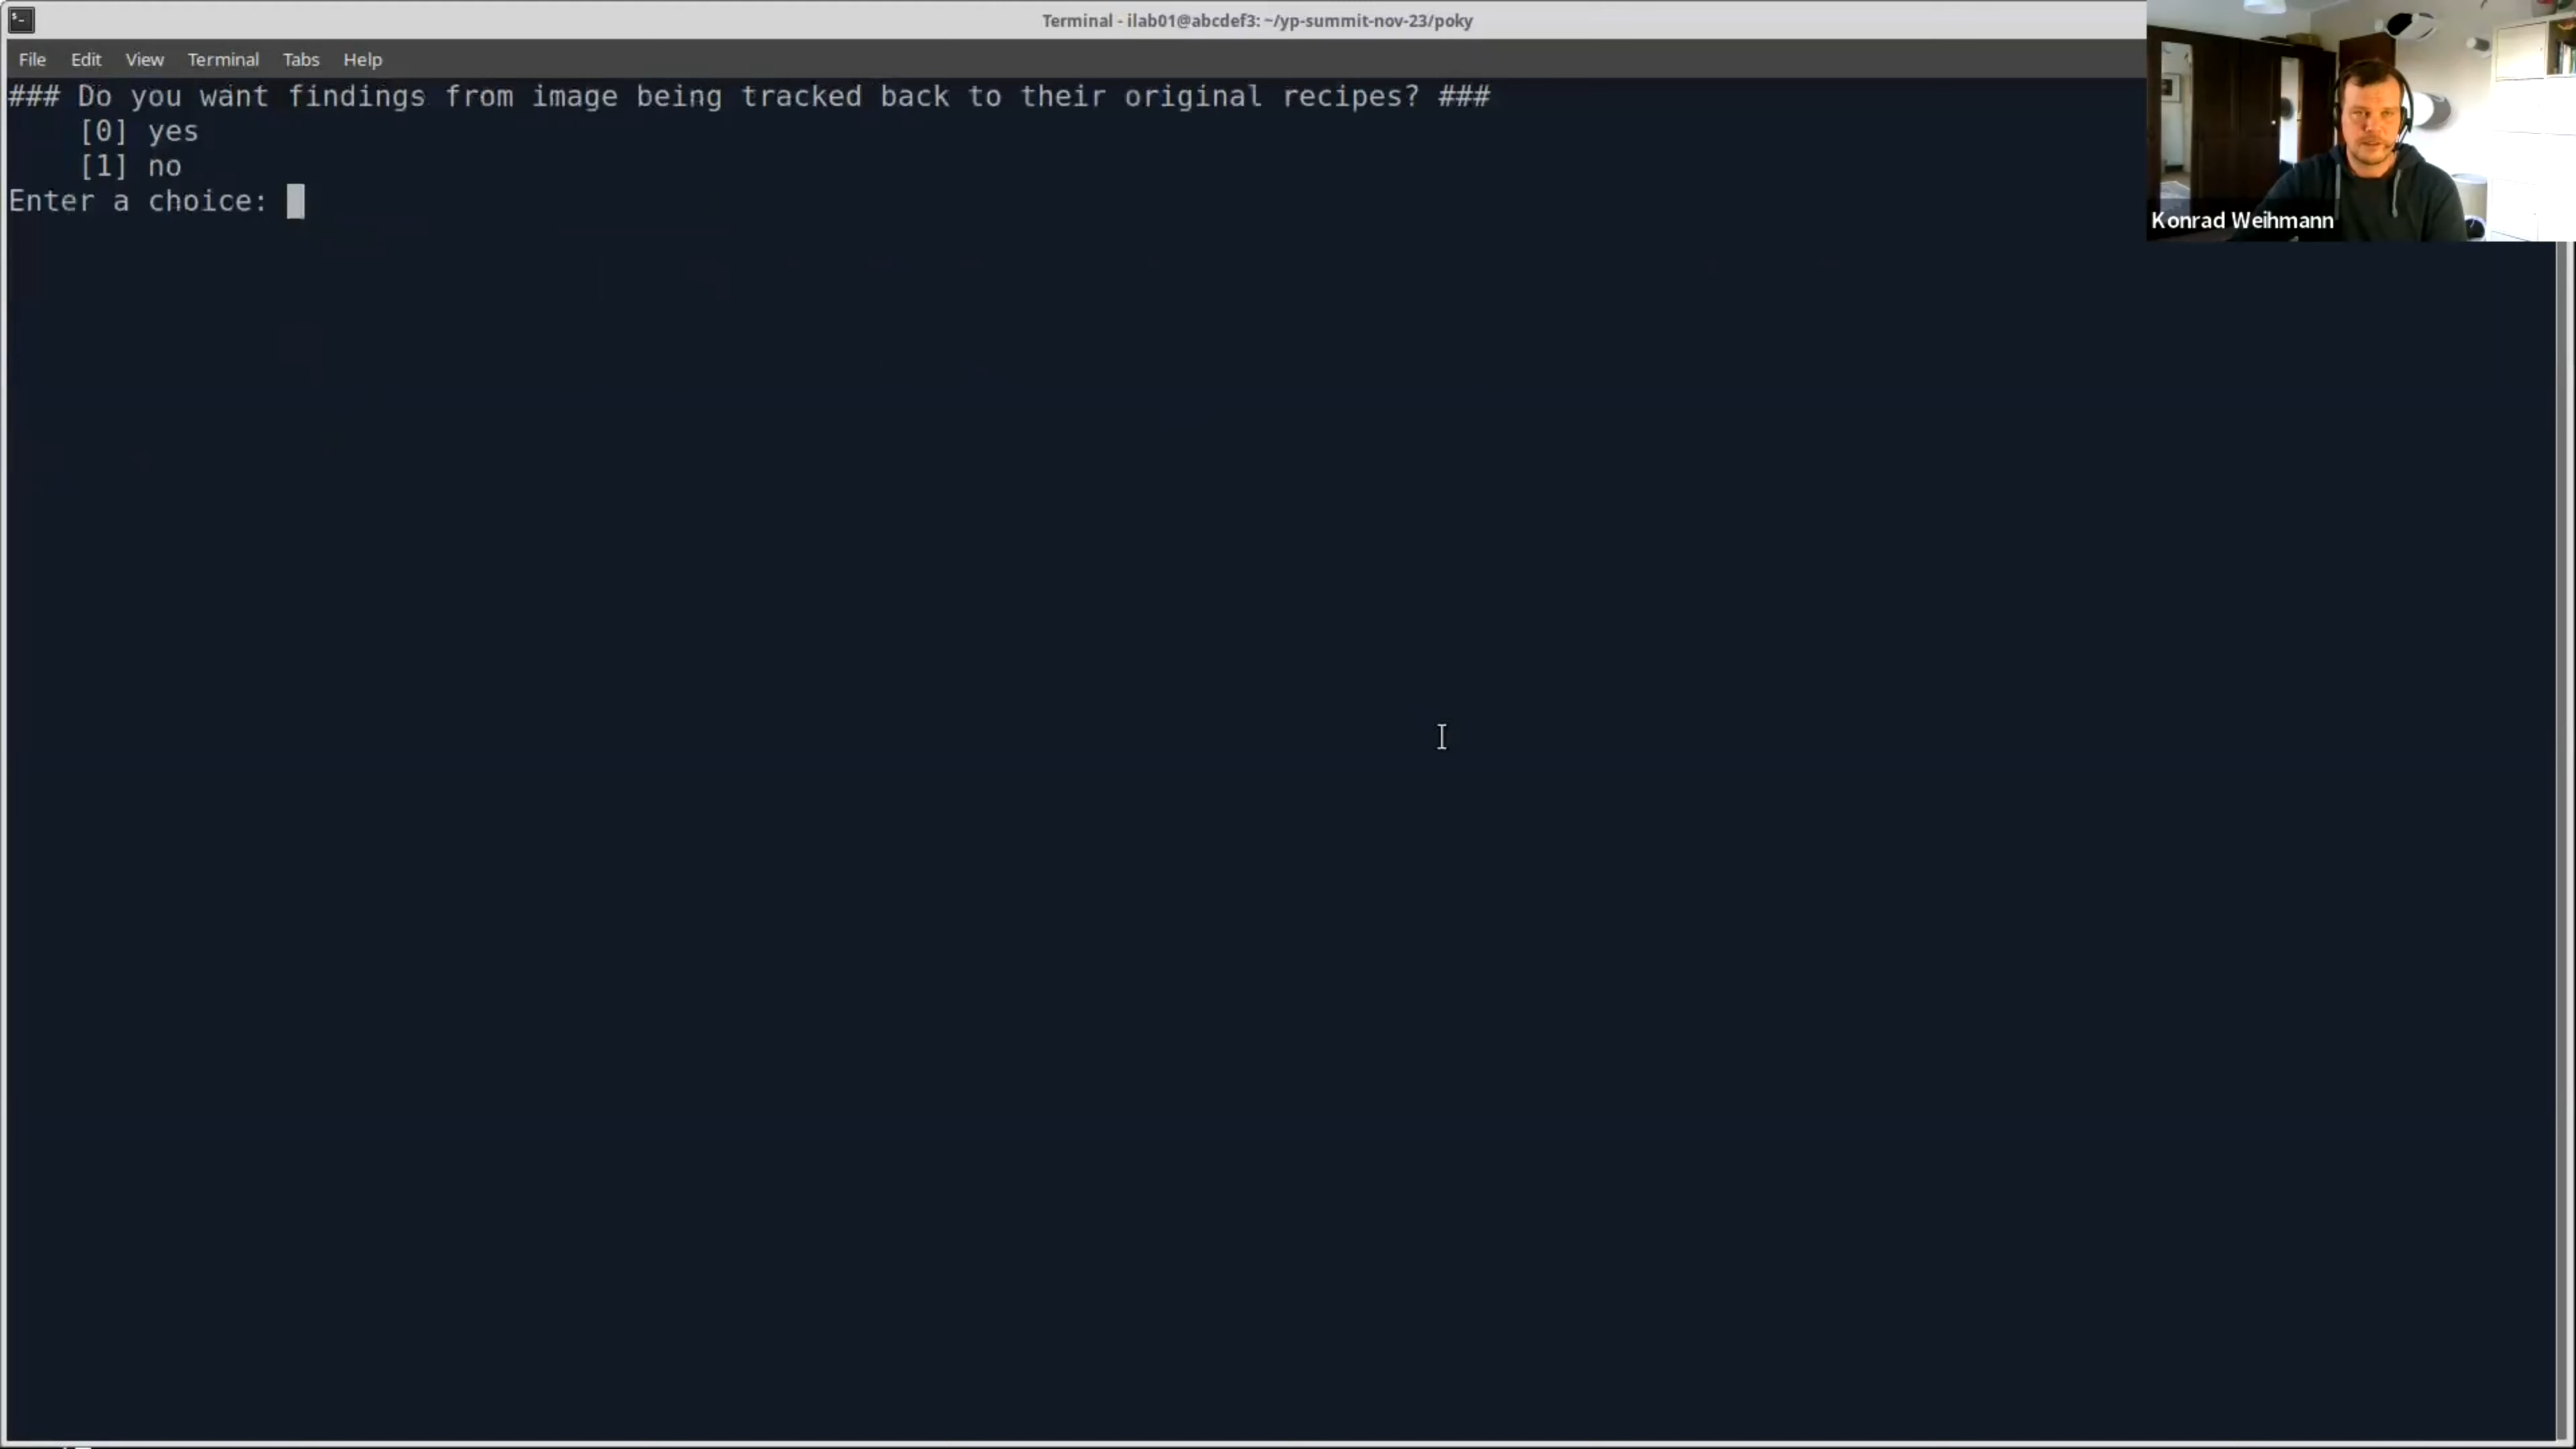 Terminal - ilab01@abcdef3: ~/yp-summit-nov-23/poky
File Edit View Terminal Tabs Help
### Do you want findings from image being tracked back to their original recipes? ###
[0] yes
[1] no
Enter a choice:
Konrad Weihmann